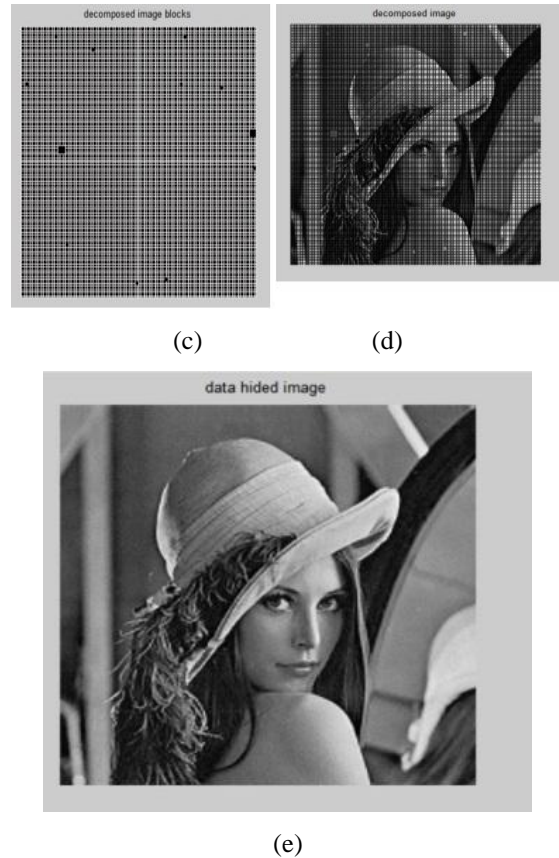 decomposed image blocks
decomposed image
(c)
(d)
data hided image
(e)